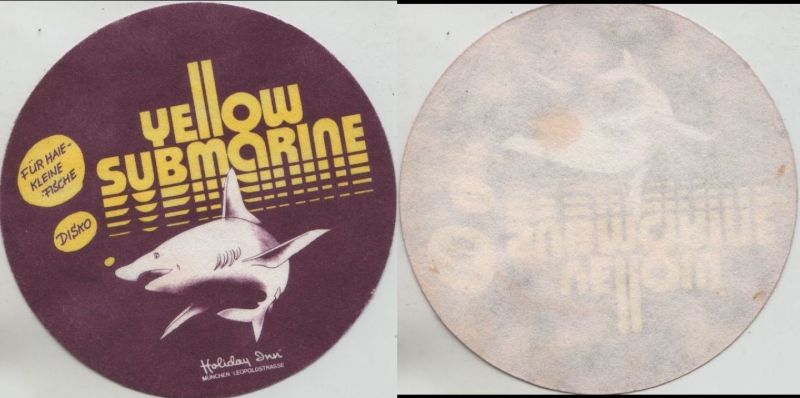 YELLOW
SUBMARINE
FÜR HAIE-
KLEINE
-FISCHE
DISKO
Holiday Inn
MÜNCHEN LEOPOLDSTRASSE